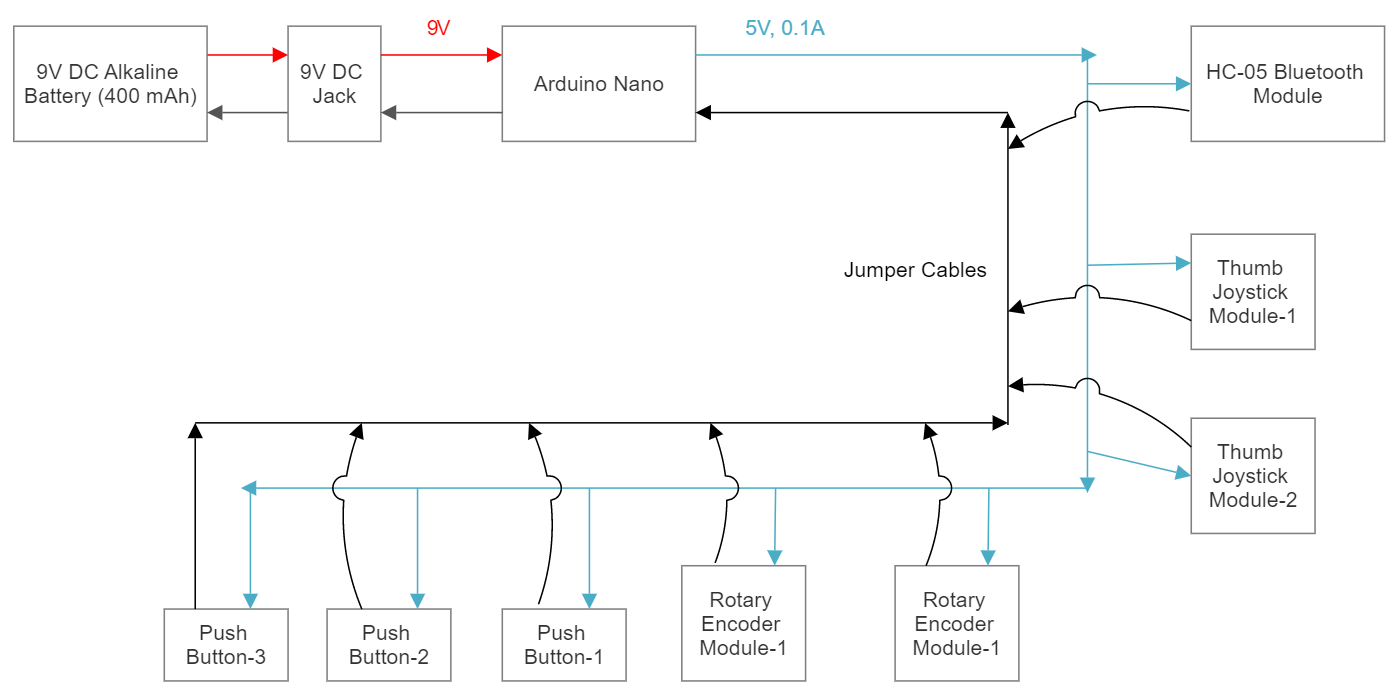 9V
5V, 0.1A
9V DC Alkaline
Battery (400 mAh)
9V DC
Jack
Arduino Nano
HC-05 Bluetooth
Module
Jumper Cables
Thumb
Joystick
Module-1
Thumb
Joystick
Module-2
Push
Button-3
Push
Button-2
Push
Button-1
Rotary
Encoder
Module-1
Rotary
Encoder
Module-1